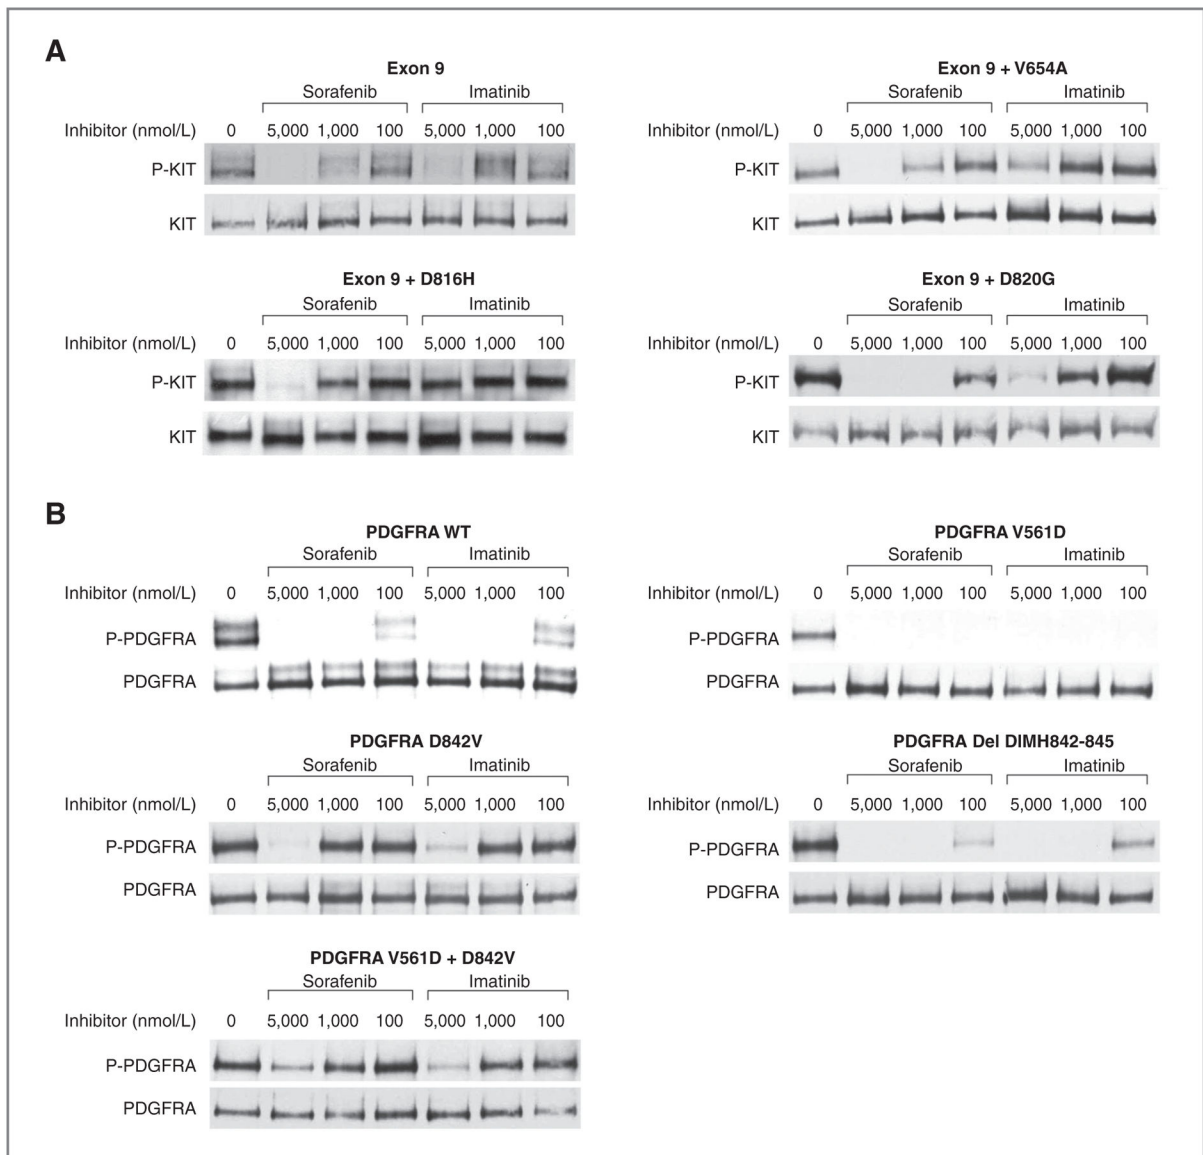 A
Exon 9
Sorafenib Imatinib
Inhibitor (nmol/L) 0 5,000 1,000 100 5,000 1,000 100
P-KIT
KIT
Exon 9 + V654A
Sorafenib Imatinib
Inhibitor (nmol/L) 0 5,000 1,000 100 5,000 1,000 100
P-KIT
KIT
Exon 9 + D816H
Sorafenib Imatinib
Inhibitor (nmol/L) 0 5,000 1,000 100 5,000 1,000 100
P-KIT
KIT
Exon 9 + D820G
Sorafenib Imatinib
Inhibitor (nmol/L) 0 5,000 1,000 100 5,000 1,000 100
P-KIT
KIT
B
PDGFRA WT
Sorafenib Imatinib
Inhibitor (nmol/L) 0 5,000 1,000 100 5,000 1,000 100
P-PDGFRA
PDGFRA
PDGFRA V561D
Sorafenib Imatinib
Inhibitor (nmol/L) 0 5,000 1,000 100 5,000 1,000 100
P-PDGFRA
PDGFRA
PDGFRA D842V
Sorafenib Imatinib
Inhibitor (nmol/L) 0 5,000 1,000 100 5,000 1,000 100
P-PDGFRA
PDGFRA
PDGFRA Del DIMH842-845
Sorafenib Imatinib
Inhibitor (nmol/L) 0 5,000 1,000 100 5,000 1,000 100
P-PDGFRA
PDGFRA
PDGFRA V561D + D842V
Sorafenib Imatinib
Inhibitor (nmol/L) 0 5,000 1,000 100 5,000 1,000 100
P-PDGFRA
PDGFRA